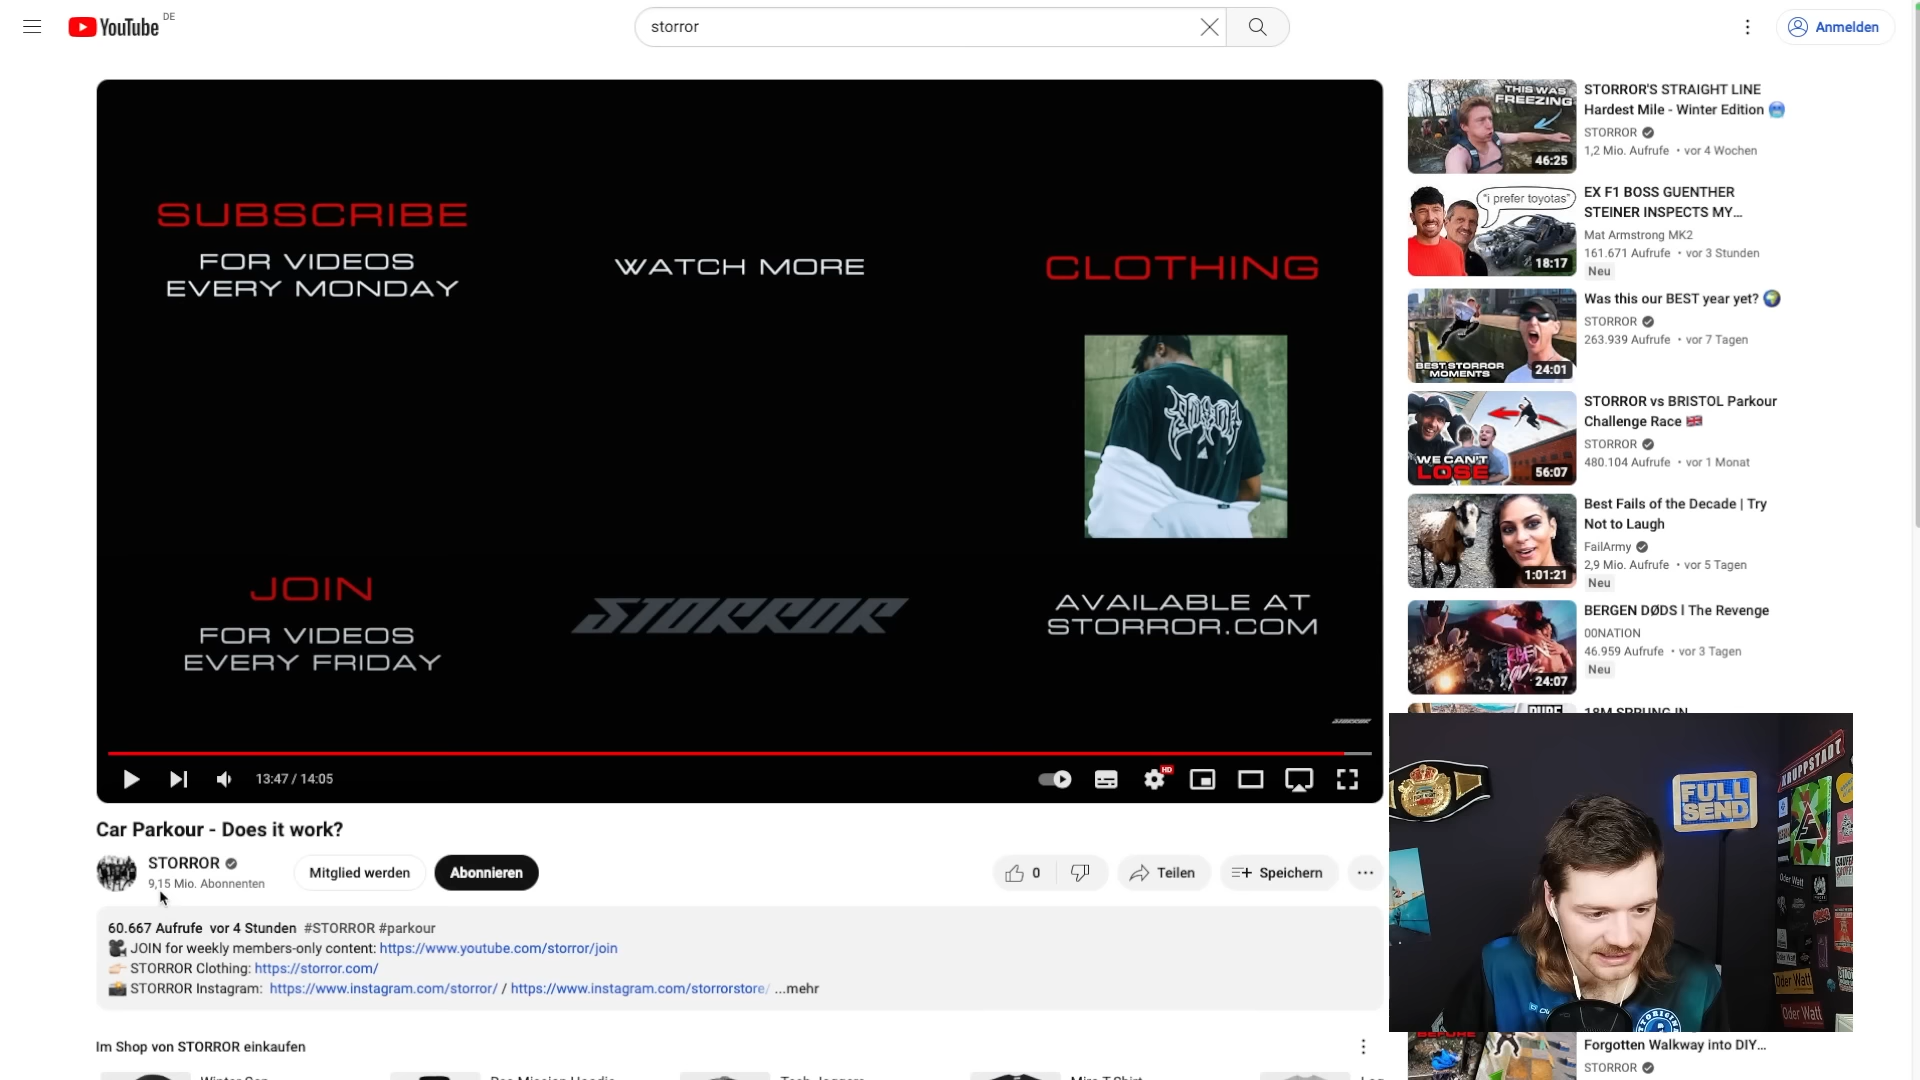 YouTube DE
storror
Anmelden
SUBSCRIBE
FOR VIDEOS
EVERY MONDAY
WATCH MORE
CLOTHING
JOIN
FOR VIDEOS
EVERY FRIDAY
STORROR
AVAILABLE AT
STORROR.COM
13:47 / 14:05
HD
Car Parkour - Does it work?
STORROR
9,15 Mio. Abonnenten
Mitglied werden
Abonnieren
0
Teilen
Speichern
60.667 Aufrufe vor 4 Stunden #STORROR #parkour
JOIN for weekly members-only content: https://www.youtube.com/storror/join
STORROR Clothing: https://storror.com/
STORROR Instagram: https://www.instagram.com/storror/ / https://www.instagram.com/storrorstore/ ...mehr
Im Shop von STORROR einkaufen
THIS WAS
FREEZING
46:25
STORROR'S STRAIGHT LINE
Hardest Mile - Winter Edition
STORROR
1,2 Mio. Aufrufe • vor 4 Wochen
"i prefer toyotas"
18:17
EX F1 BOSS GUENTHER
STEINER INSPECTS MY...
Mat Armstrong MK2
161.671 Aufrufe • vor 3 Stunden
Neu
BEST STORROR
MOMENTS
24:01
Was this our BEST year yet?
STORROR
263.939 Aufrufe • vor 7 Tagen
WE CAN'T
LOSE
56:07
STORROR vs BRISTOL Parkour
Challenge Race
STORROR
480.104 Aufrufe • vor 1 Monat
1:01:21
Best Fails of the Decade | Try
Not to Laugh
FailArmy
2,9 Mio. Aufrufe • vor 5 Tagen
Neu
24:07
BERGEN DØDS l The Revenge
00NATION
46.959 Aufrufe • vor 3 Tagen
Neu
FULL
SEND
KRUPPSTADT
Oder Watt
Oder Watt
Oder Watt
Forgotten Walkway into DIY...
STORROR